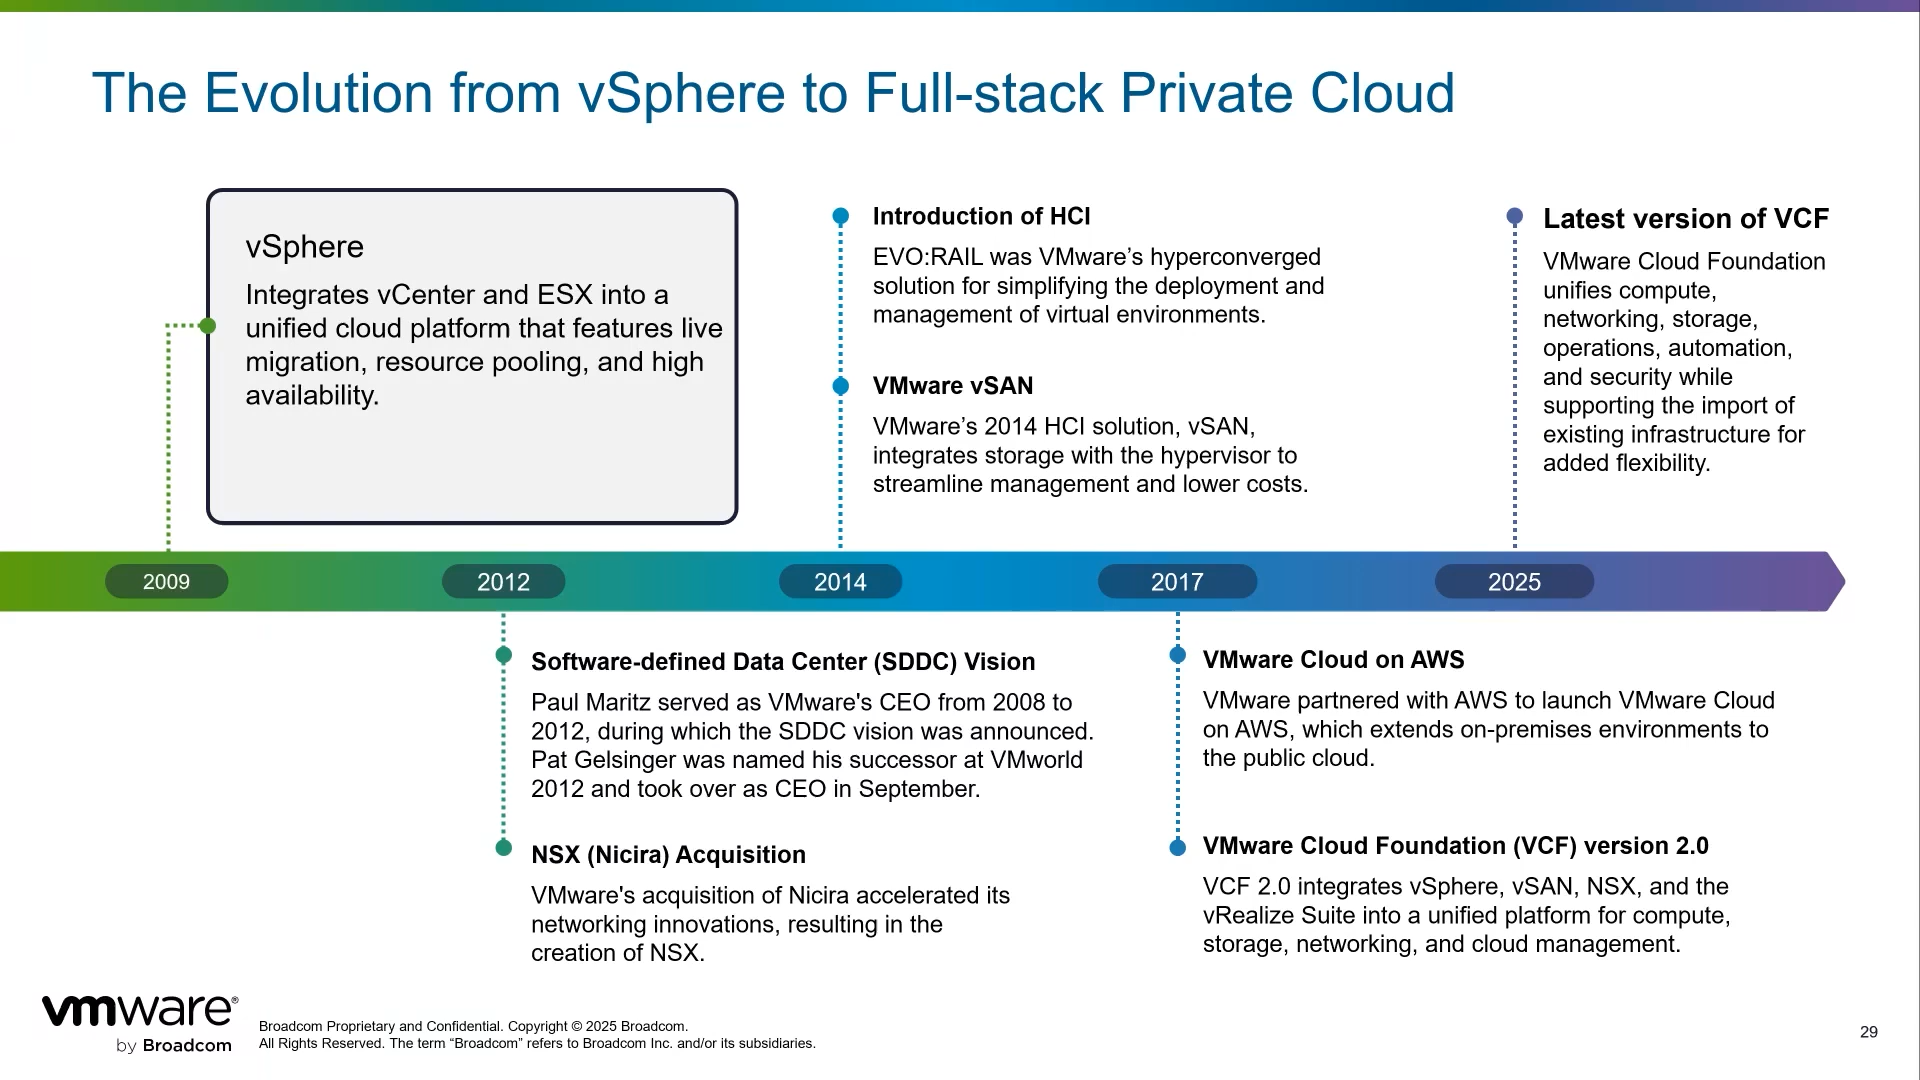 The Evolution from vSphere to Full-stack Private Cloud
vSphere
Integrates vCenter and ESX into a
unified cloud platform that features live
migration, resource pooling, and high
availability.
Introduction of HCI
EVO:RAIL was VMware’s hyperconverged
solution for simplifying the deployment and
management of virtual environments.
VMware vSAN
VMware’s 2014 HCI solution, vSAN,
integrates storage with the hypervisor to
streamline management and lower costs.
Latest version of VCF
VMware Cloud Foundation
unifies compute,
networking, storage,
operations, automation,
and security while
supporting the import of
existing infrastructure for
added flexibility.
2009
2012
2014
2017
2025
Software-defined Data Center (SDDC) Vision
Paul Maritz served as VMware's CEO from 2008 to
2012, during which the SDDC vision was announced.
Pat Gelsinger was named his successor at VMworld
2012 and took over as CEO in September.
NSX (Nicira) Acquisition
VMware's acquisition of Nicira accelerated its
networking innovations, resulting in the
creation of NSX.
VMware Cloud on AWS
VMware partnered with AWS to launch VMware Cloud
on AWS, which extends on-premises environments to
the public cloud.
VMware Cloud Foundation (VCF) version 2.0
VCF 2.0 integrates vSphere, vSAN, NSX, and the
vRealize Suite into a unified platform for compute,
storage, networking, and cloud management.
vmware®
by Broadcom
Broadcom Proprietary and Confidential. Copyright © 2025 Broadcom.
All Rights Reserved. The term “Broadcom” refers to Broadcom Inc. and/or its subsidiaries.
29